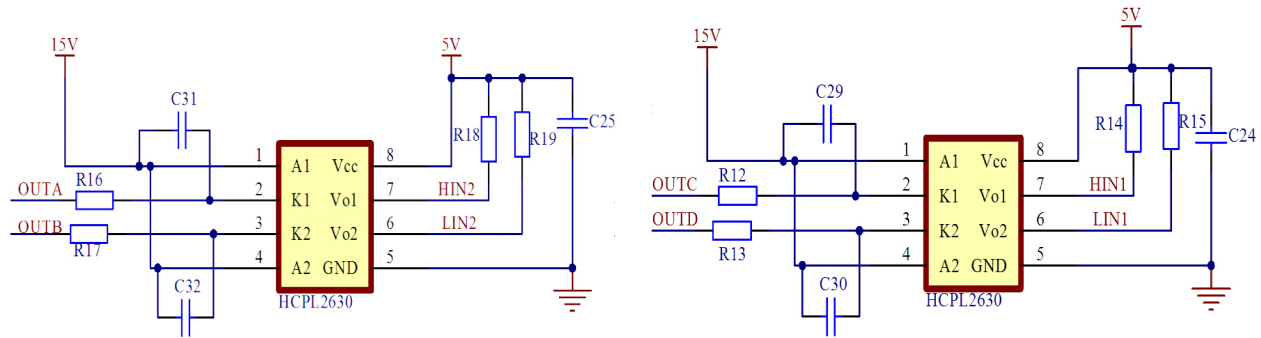 15V
5V
C31
R18
R19
C25
1
A1
Vcc
8
OUTA
R16
2
K1
Vo1
7
HIN2
OUTB
R17
3
K2
Vo2
6
LIN2
4
A2
GND
5
C32
HCPL2630
15V
5V
C29
R14
R15
C24
1
A1
Vcc
8
OUTC
R12
2
K1
Vo1
7
HIN1
OUTD
R13
3
K2
Vo2
6
LIN1
4
A2
GND
5
C30
HCPL2630